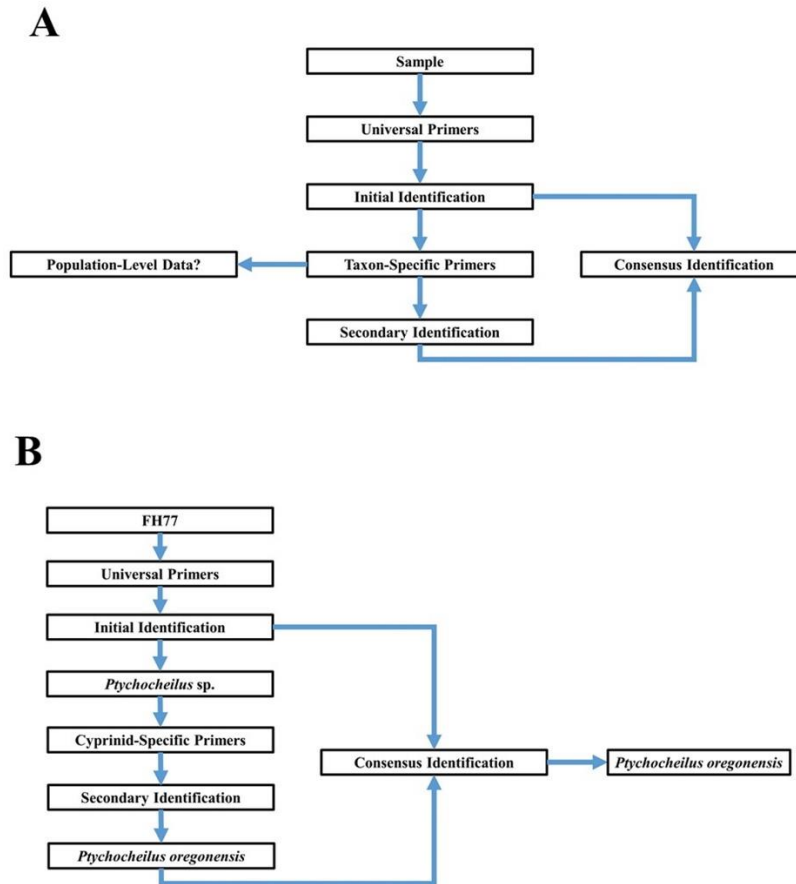 A
Sample
Universal Primers
Initial Identification
Population-Level Data?
Taxon-Specific Primers
Consensus Identification
Secondary Identification
B
FH77
Universal Primers
Initial Identification
Ptychocheilus sp.
Cyprinid-Specific Primers
Consensus Identification
Ptychocheilus oregonensis
Secondary Identification
Ptychocheilus oregonensis